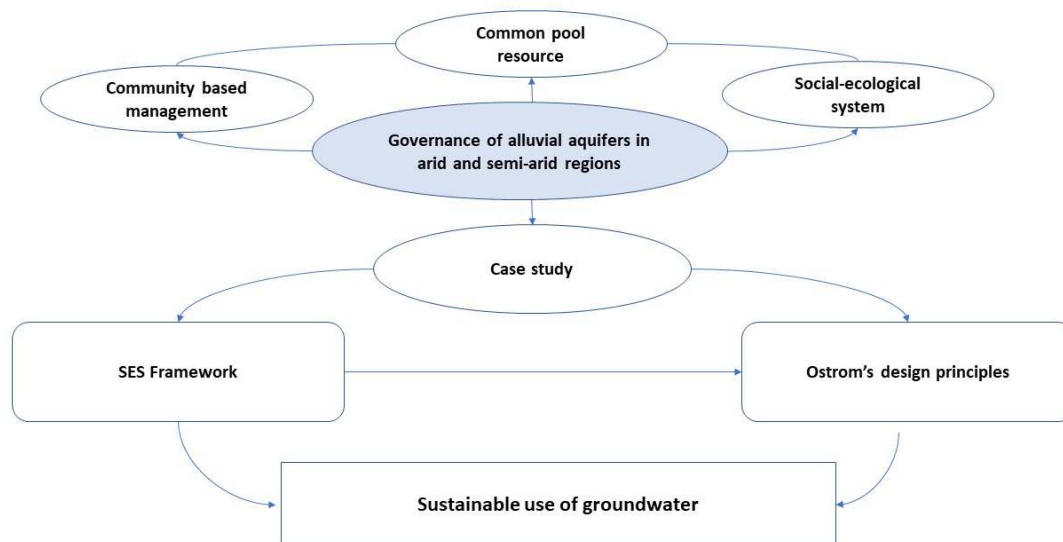 Common pool
resource
Community based
management
Social-ecological
system
Governance of alluvial aquifers in
arid and semi-arid regions
Case study
SES Framework
Ostrom’s design principles
Sustainable use of groundwater